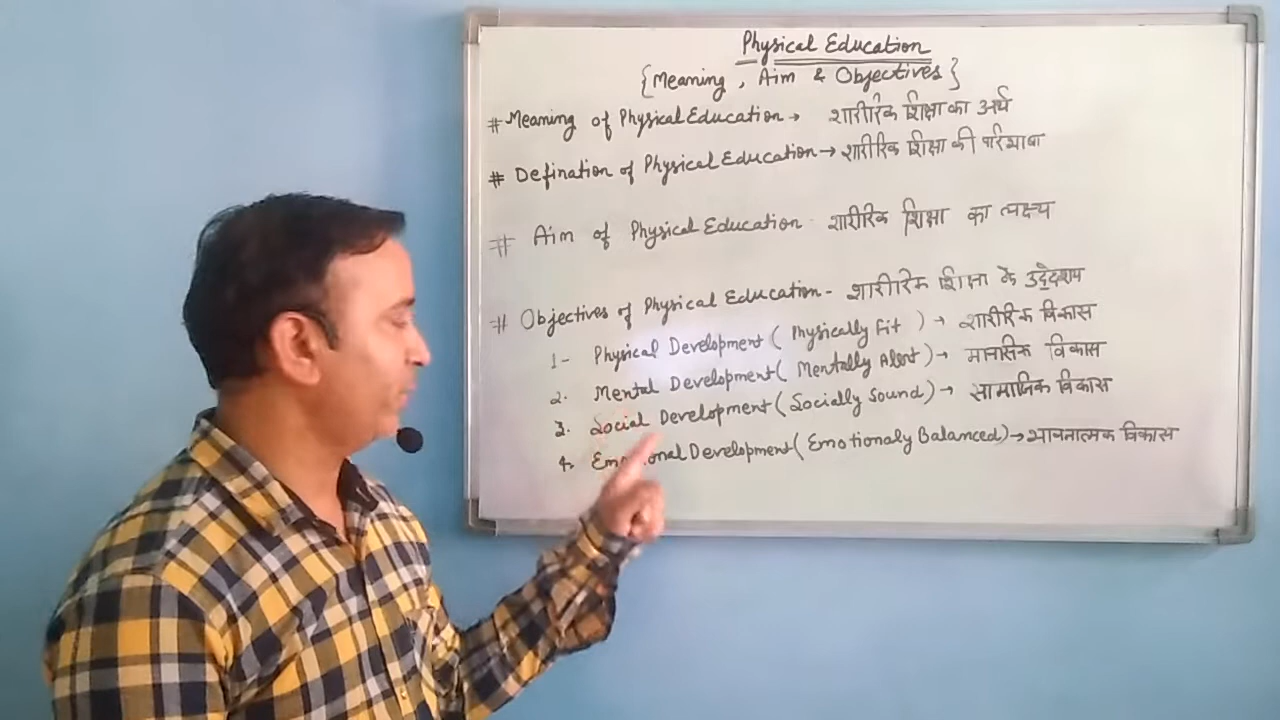 Physical Education
{Meaning, Aim & Objectives}
# Meaning of Physical Education → शारीरिक शिक्षा का अर्थ
# Defination of Physical Education → शारीरिक शिक्षा की परिभाषा
# Aim of Physical Education - शारीरिक शिक्षा का लक्ष्य
# Objectives of Physical Education - शारीरिक शिक्षा के उद्देश्य
1- Physical Development (Physically Fit) → शारीरिक विकास
2. Mental Development (Mentally Alert) → मानसिक विकास
3. Social Development (Socially Sound) → सामाजिक विकास
4. Development (Emotionaly Balanced) → भावनात्मक विकास